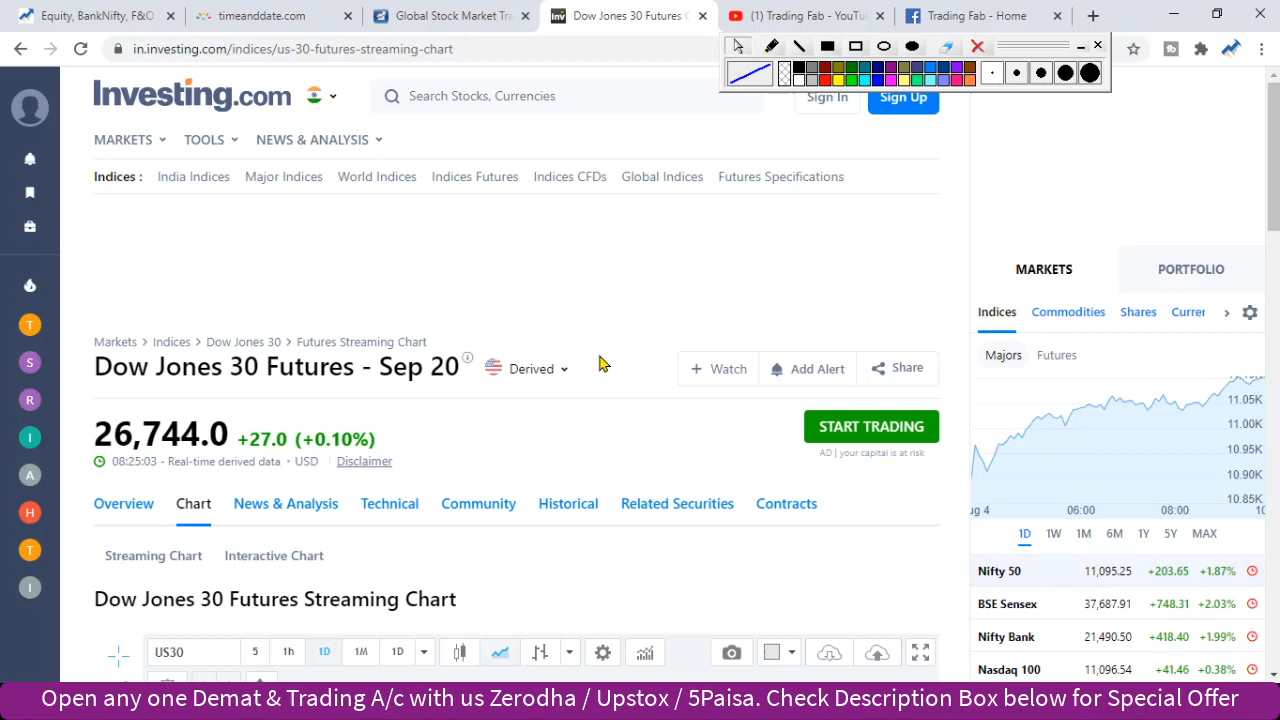 Equity, BankNifty, F&O
timeanddate.com
Global Stock Market Tra
Inv
Dow Jones 30 Futures C
(1) Trading Fab - YouTu
Trading Fab - Home
in.investing.com/indices/us-30-futures-streaming-chart
Investing.com
Search Stocks, Currencies
Sign In
Sign Up
MARKETS
TOOLS
NEWS & ANALYSIS
Indices :
India Indices
Major Indices
World Indices
Indices Futures
Indices CFDs
Global Indices
Futures Specifications
MARKETS
PORTFOLIO
Indices
Commodities
Shares
Currer
Majors
Futures
Markets
Indices
Dow Jones 30
Futures Streaming Chart
Dow Jones 30 Futures - Sep 20
Derived
+ Watch
Add Alert
Share
26,744.0 +27.0 (+0.10%)
START TRADING
AD | your capital is at risk
08:25:03 - Real-time derived data • USD
Disclaimer
11.05K
11.00K
10.95K
10.90K
10.85K
ug 4
06:00
08:00
10
Overview
Chart
News & Analysis
Technical
Community
Historical
Related Securities
Contracts
1D
1W
1M
6M
1Y
5Y
MAX
Streaming Chart
Interactive Chart
Nifty 50 11,095.25 +203.65 +1.87%
BSE Sensex 37,687.91 +748.31 +2.03%
Nifty Bank 21,490.50 +418.40 +1.99%
Nasdaq 100 11,096.54 +41.46 +0.38%
Dow Jones 30 Futures Streaming Chart
US30
5
1h
1D
1M
1D
T
S
R
I
A
H
T
I
Open any one Demat & Trading A/c with us Zerodha / Upstox / 5Paisa. Check Description Box below for Special Offer